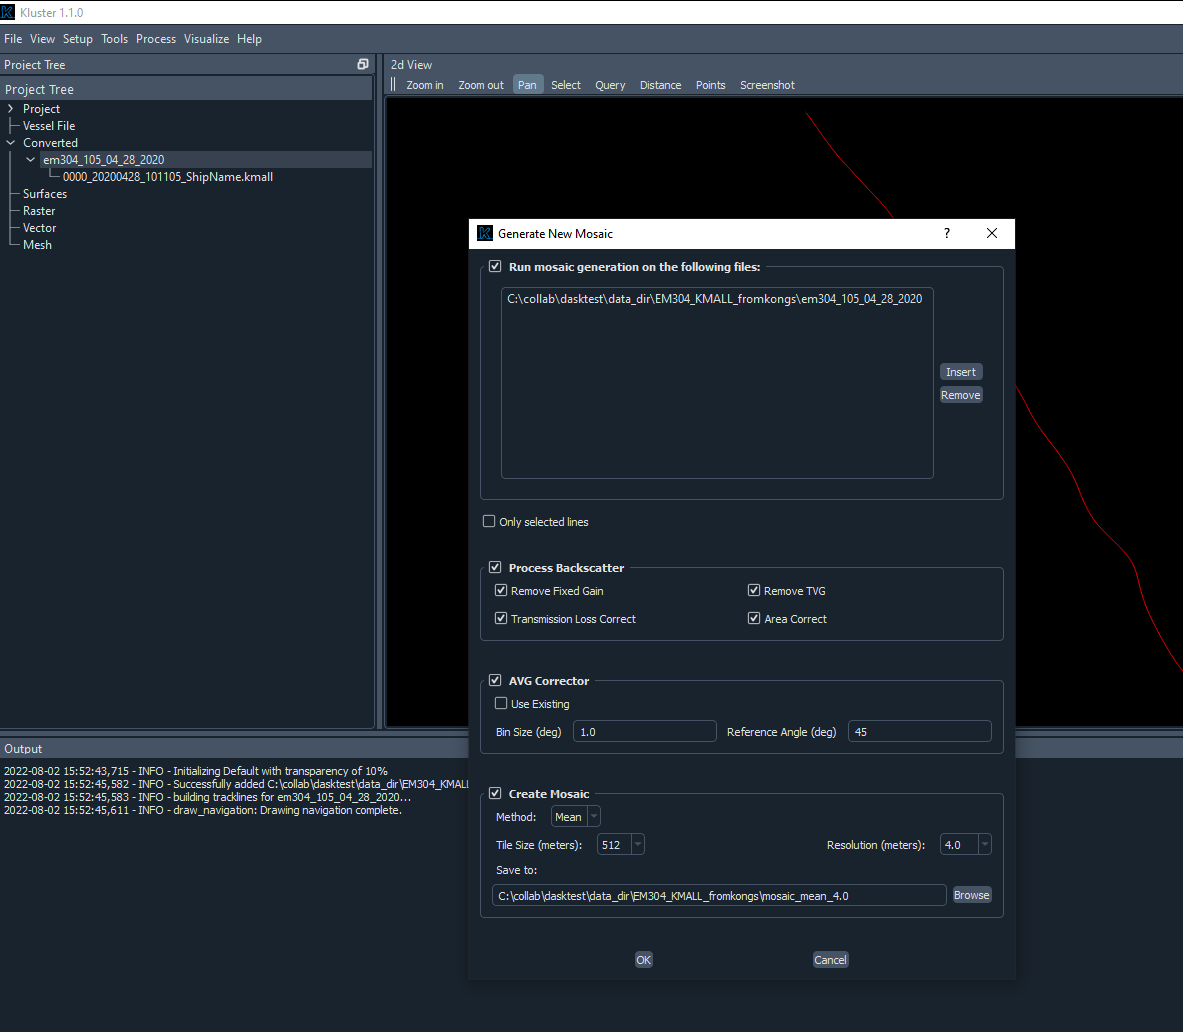 Kluster 1.1.0
File View Setup Tools Process Visualize Help
Project Tree
Project Tree
Project
Vessel File
Converted
em304_105_04_28_2020
0000_20200428_101105_ShipName.kmall
Surfaces
Raster
Vector
Mesh
2d View
Zoom in Zoom out Pan Select Query Distance Points Screenshot
Generate New Mosaic ?
Run mosaic generation on the following files:
C:\collab\dasktest\data_dir\EM304_KMALL_fromkongs\em304_105_04_28_2020
Insert
Remove
Only selected lines
Process Backscatter
Remove Fixed Gain Remove TVG
Transmission Loss Correct Area Correct
AVG Corrector
Use Existing
Bin Size (deg) 1.0 Reference Angle (deg) 45
Create Mosaic
Method: Mean
Tile Size (meters): 512 Resolution (meters): 4.0
Save to:
C:\collab\dasktest\data_dir\EM304_KMALL_fromkongs\mosaic_mean_4.0 Browse
OK Cancel
Output
2022-08-02 15:52:43,715 - INFO - Initializing Default with transparency of 10%
2022-08-02 15:52:45,582 - INFO - Successfully added C:\collab\dasktest\data_dir\EM304_KMAL
2022-08-02 15:52:45,583 - INFO - building tracklines for em304_105_04_28_2020...
2022-08-02 15:52:45,611 - INFO - draw_navigation: Drawing navigation complete.